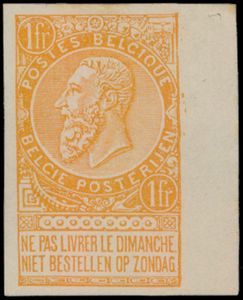 1fr
POSTES BELGIQUE
BELGIE POSTERIJEN
1fr
NE PAS LIVRER LE DIMANCHE
NIET BESTELLEN OP ZONDAG